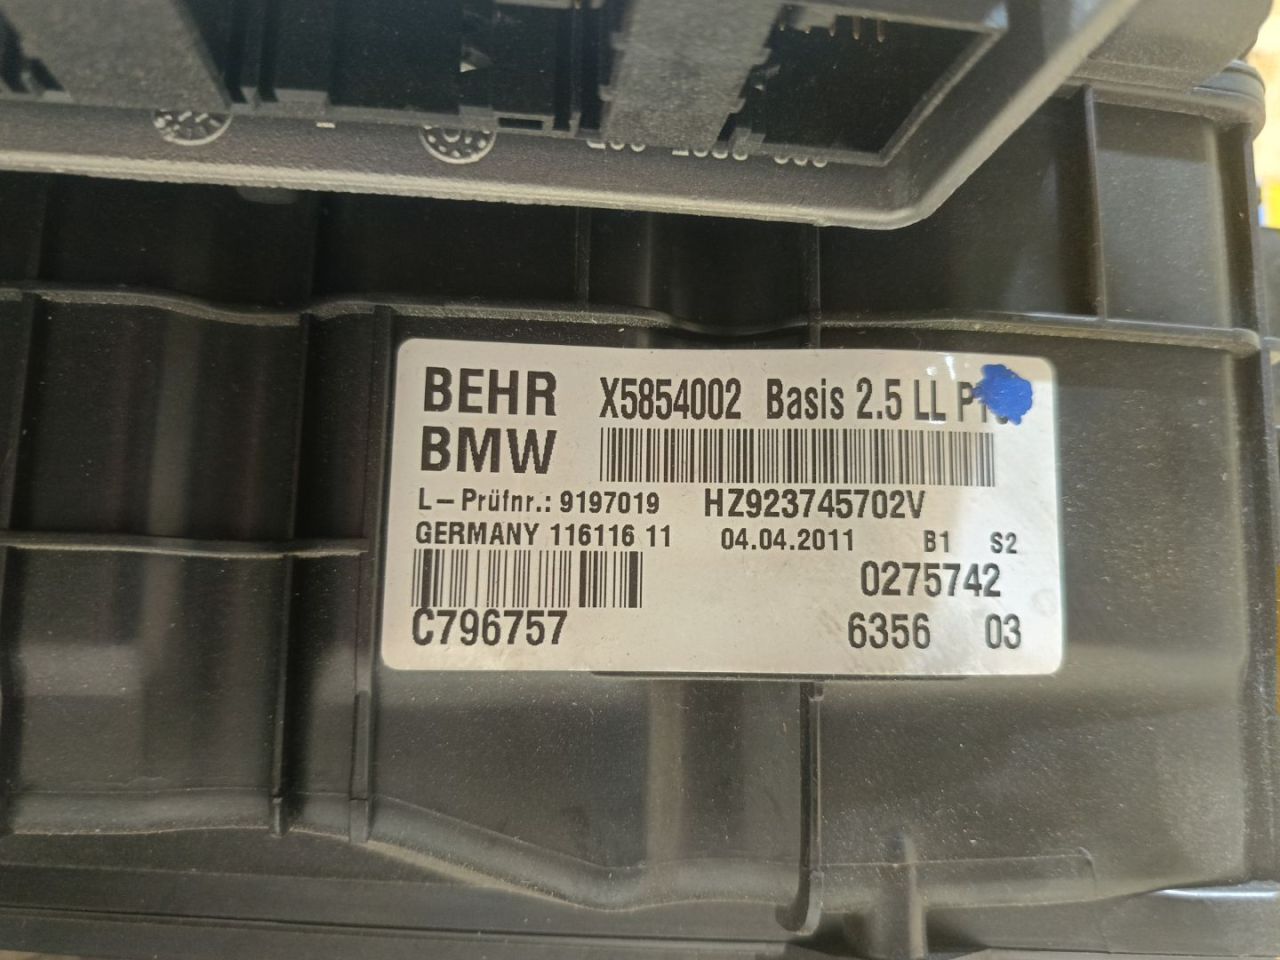 BEHR X5854002 Basis 2.5 LL
BMW
L-Prüfnr.: 9197019 HZ923745702V
GERMANY 116116 11 04.04.2011 B1 S2
0275742
C796757 6356 03